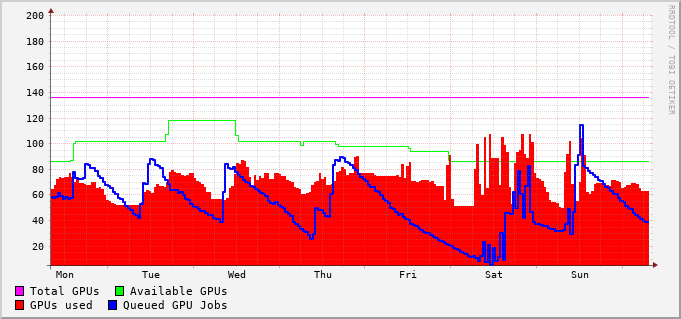 200
180
160
140
120
100
80
60
40
20
Mon Tue Wed Thu Fri Sat Sun
Total GPUs Available GPUs
GPUs used Queued GPU Jobs
RRDTOOL / TOBI OETIKER